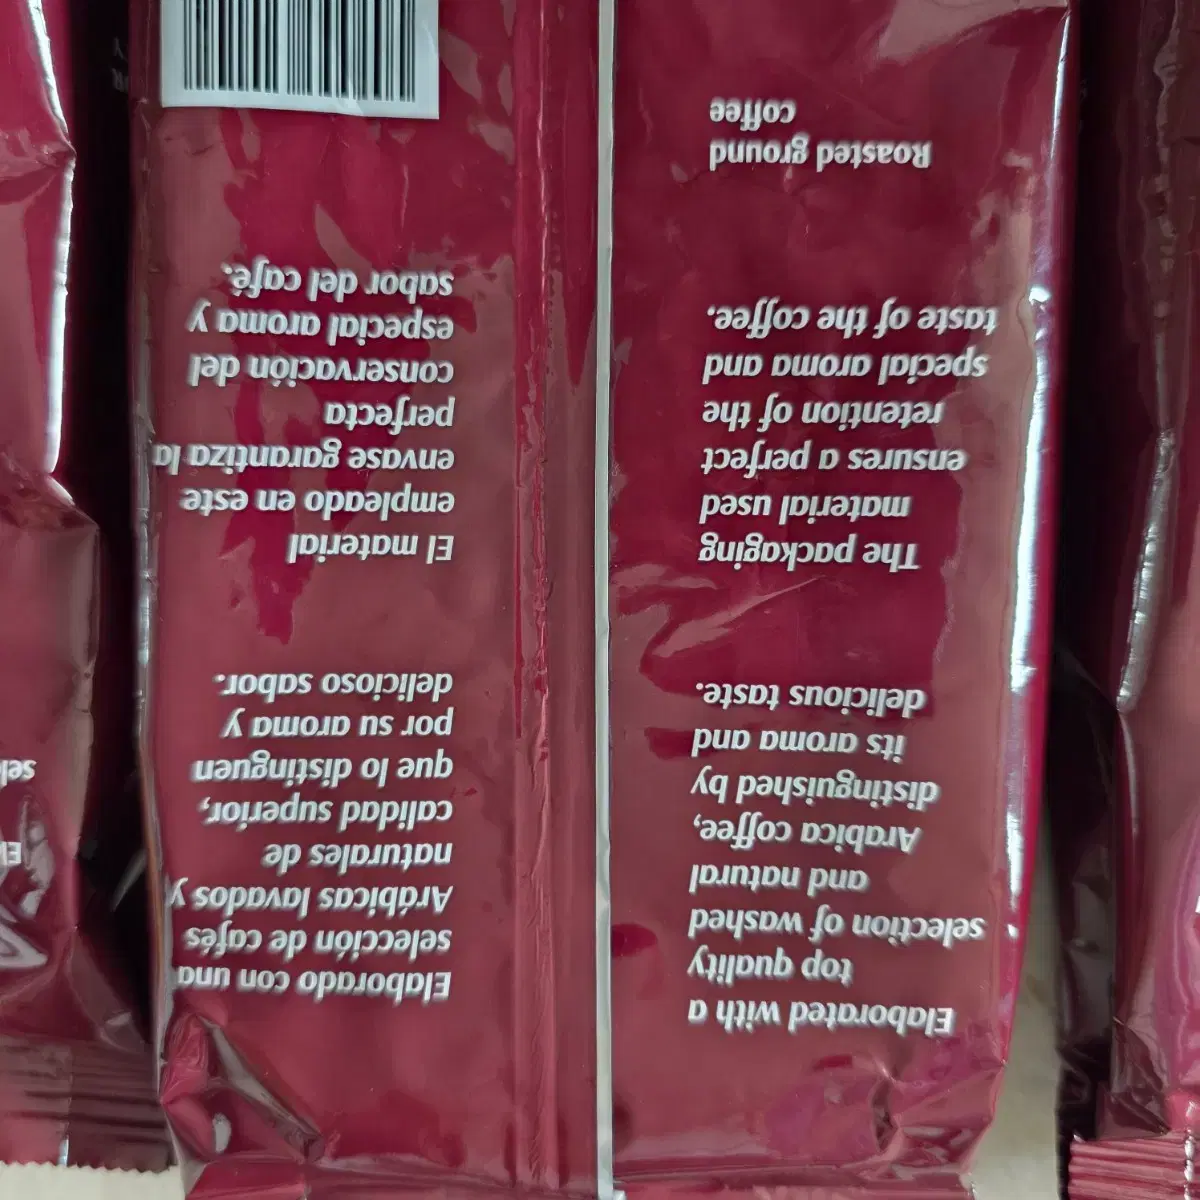 Elaborated with a
top quality
selection of washed
and natural
Arabica coffee,
distinguished by
its aroma and
delicious taste.
The packaging
material used
ensures a perfect
retention of the
special aroma and
taste of the coffee.
Roasted ground
coffee
Elaborado con una
selección de cafés
Arábicas lavados y
naturales de
calidad superior,
que lo distinguen
por su aroma y
delicioso sabor.
El material
empleado en este
envase garantiza la
perfecta
conservación del
especial aroma y
sabor del café.